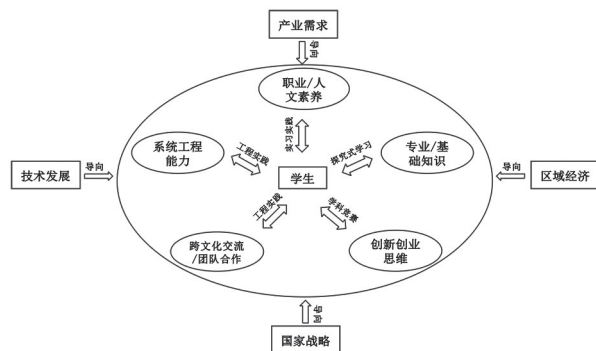 产业需求
导向
职业/人
文素养
实习实践
系统工程
能力
工程实践
探究式学习
专业/基
础知识
技术发展
导向
学生
导向
区域经济
工程实践
学科竞赛
跨文化交流
/团队合作
创新创业
思维
导向
国家战略